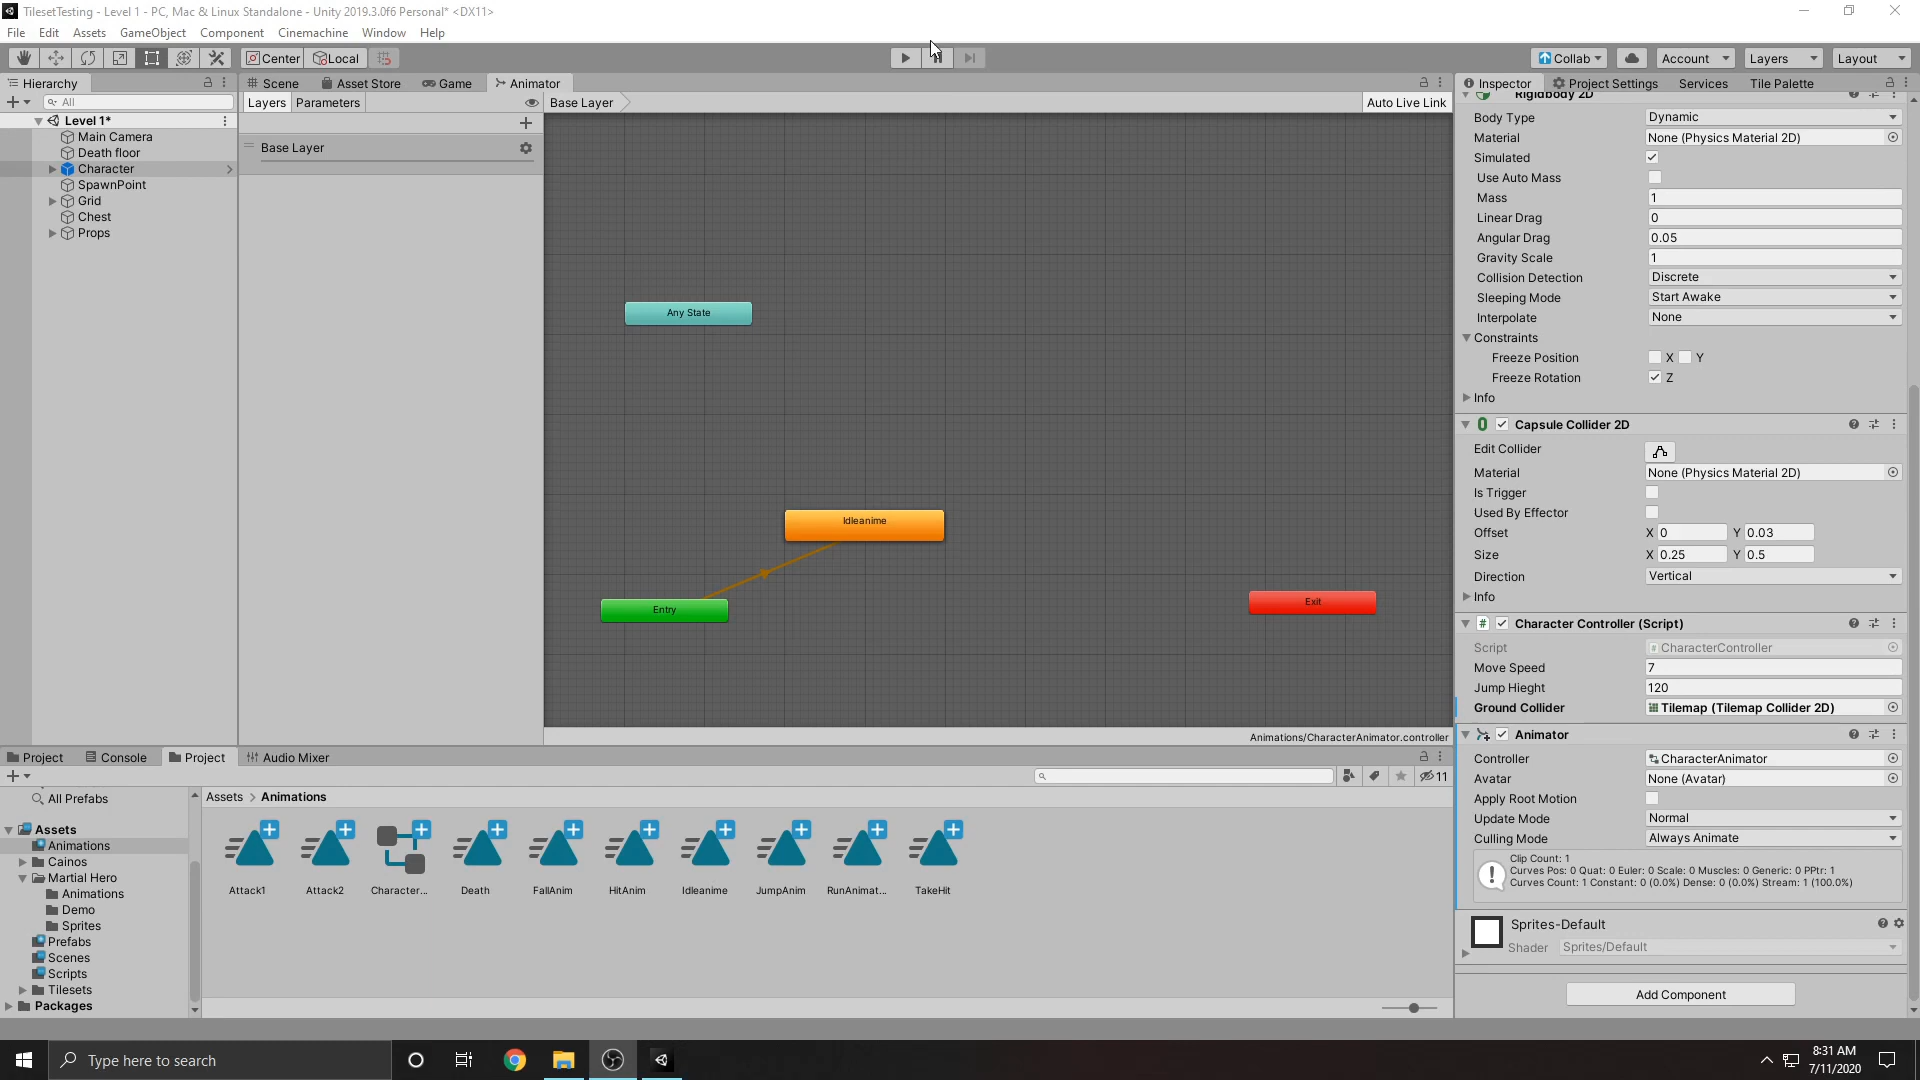 TilesetTesting - Level 1 - PC, Mac & Linux Standalone - Unity 2019.3.0f6 Personal* <DX11>
File Edit Assets GameObject Component Cinemachine Window Help
Center Local Collab Account Layers Layout
Hierarchy
All
Level 1*
Main Camera
Death floor
Character
SpawnPoint
Grid
Chest
Props
Scene Asset Store Game Animator
Layers Parameters Base Layer Auto Live Link
Base Layer
Any State
Idleanime
Entry
Exit
Animations/CharacterAnimator.controller
Inspector Project Settings Services Tile Palette
Rigidbody 2D
Body Type Dynamic
Material None (Physics Material 2D)
Simulated
Use Auto Mass
Mass 1
Linear Drag 0
Angular Drag 0.05
Gravity Scale 1
Collision Detection Discrete
Sleeping Mode Start Awake
Interpolate None
Constraints
Freeze Position X Y
Freeze Rotation Z
Info
Capsule Collider 2D
Edit Collider
Material None (Physics Material 2D)
Is Trigger
Used By Effector
Offset X 0 Y 0.03
Size X 0.25 Y 0.5
Direction Vertical
Info
# Character Controller (Script)
Script CharacterController
Move Speed 7
Jump Hieght 120
Ground Collider Tilemap (Tilemap Collider 2D)
Animator
Controller CharacterAnimator
Avatar None (Avatar)
Apply Root Motion
Update Mode Normal
Culling Mode Always Animate
Clip Count: 1
Curves Pos: 0 Quat: 0 Euler: 0 Scale: 0 Muscles: 0 Generic: 0 PPtr: 1
Curves Count: 1 Constant: 0 (0.0%) Dense: 0 (0.0%) Stream: 1 (100.0%)
Sprites-Default
Shader Sprites/Default
Add Component
Project Console Project Audio Mixer
11
All Prefabs
Assets
Animations
Cainos
Martial Hero
Animations
Demo
Sprites
Prefabs
Scenes
Scripts
Tilesets
Packages
Assets > Animations
Attack1 Attack2 Character... Death FallAnim HitAnim Idleanime JumpAnim RunAnimat... TakeHit
Type here to search
8:31 AM
7/11/2020